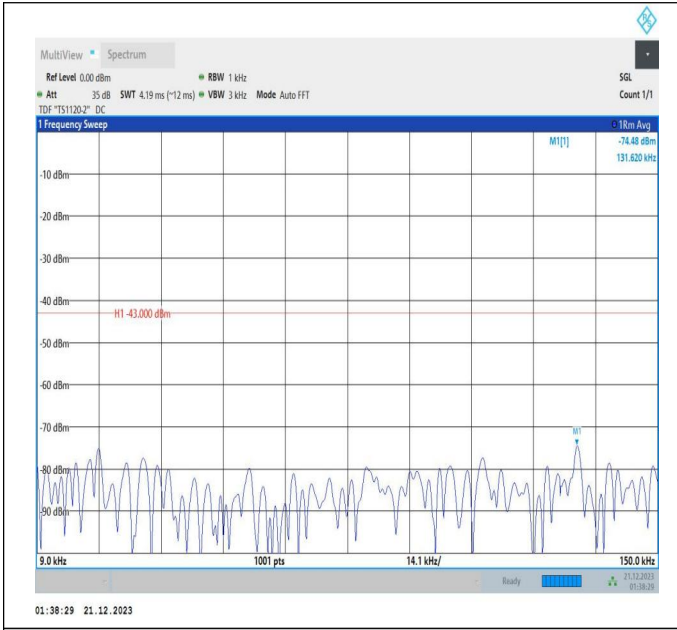 R&S
MultiView Spectrum
Ref Level 0.00 dBm RBW 1 kHz SGL
Att 35 dB SWT 4.19 ms (~12 ms) VBW 3 kHz Mode Auto FFT Count 1/1
TDF "TS1120-2" DC
1 Frequency Sweep 1Rm Avg
M1[1] -74.48 dBm
131.620 kHz
-10 dBm
-20 dBm
-30 dBm
-40 dBm
H1 -43.000 dBm
-50 dBm
-60 dBm
-70 dBm
M1
-80 dBm
-90 dBm
9.0 kHz 1001 pts 14.1 kHz/ 150.0 kHz
Ready 21.12.2023
01:38:29
01:38:29 21.12.2023